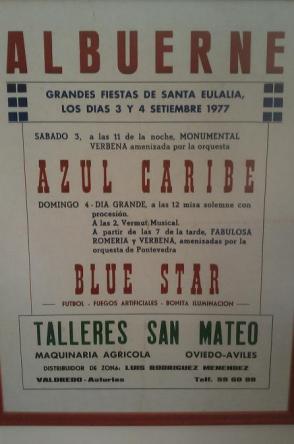 ALBUERNE
GRANDES FIESTAS DE SANTA EULALIA,
LOS DIAS 3 Y 4 SETIEMBRE 1977
SABADO 3, a las 11 de la noche, MONUMENTAL
VERBENA amenizada por la orquesta
AZUL CARIBE
DOMINGO 4 - DIA GRANDE, a las 12 misa solemne con
procesión.
A las 2, Vermut Musical.
A partir de las 7 de la tarde, FABULOSA
ROMERIA y VERBENA, amenizadas por la
orquesta de Pontevedra
BLUE STAR
FUTBOL - FUEGOS ARTIFICIALES - BONITA ILUMINACION
TALLERES SAN MATEO
MAQUINARIA AGRICOLA OVIEDO-AVILES
DISTRIBUIDOR DE ZONA: LUIS RODRIGUEZ MENENDEZ
VALDREDO-Asturias Telf. 59 60 98